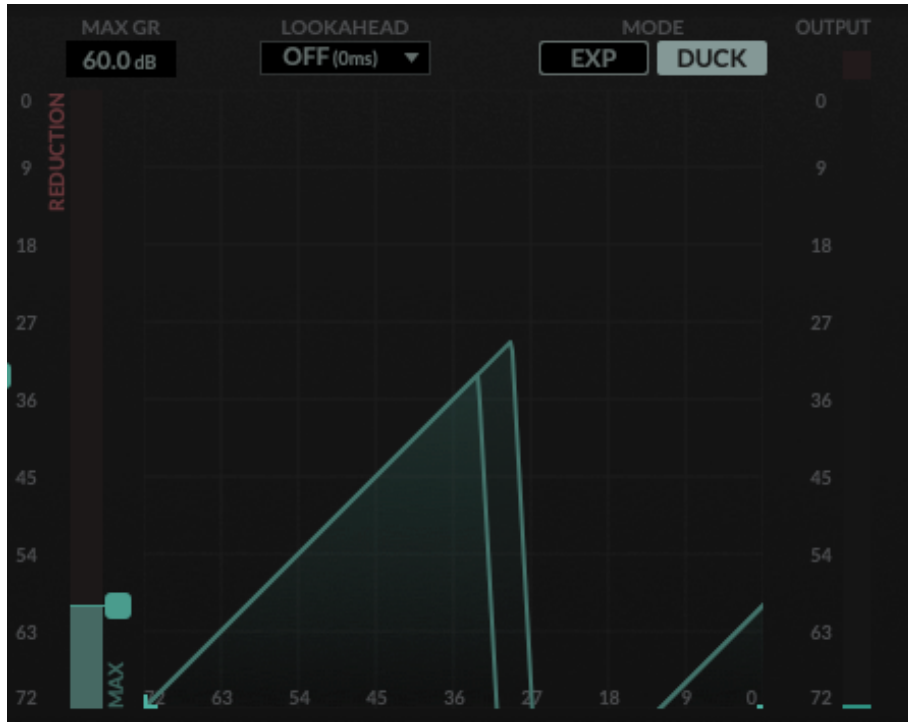 MAX GR LOOKAHEAD MODE OUTPUT
60.0 dB OFF (0ms) EXP DUCK
REDUCTION
0 0
9 9
18 18
27 27
36 36
45 45
54 54
63 63
MAX
72 72 63 54 45 36 27 18 9 0 72